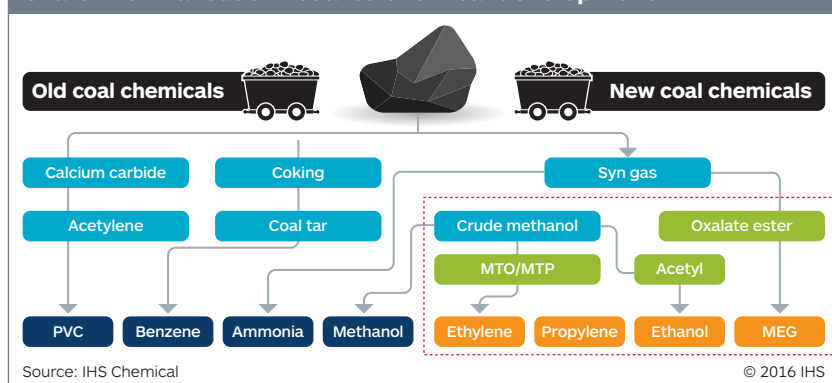 Old coal chemicals
New coal chemicals
Calcium carbide
Coking
Syn gas
Acetylene
Coal tar
Crude methanol
Oxalate ester
MTO/MTP
Acetyl
PVC
Benzene
Ammonia
Methanol
Ethylene
Propylene
Ethanol
MEG
Source: IHS Chemical
© 2016 IHS